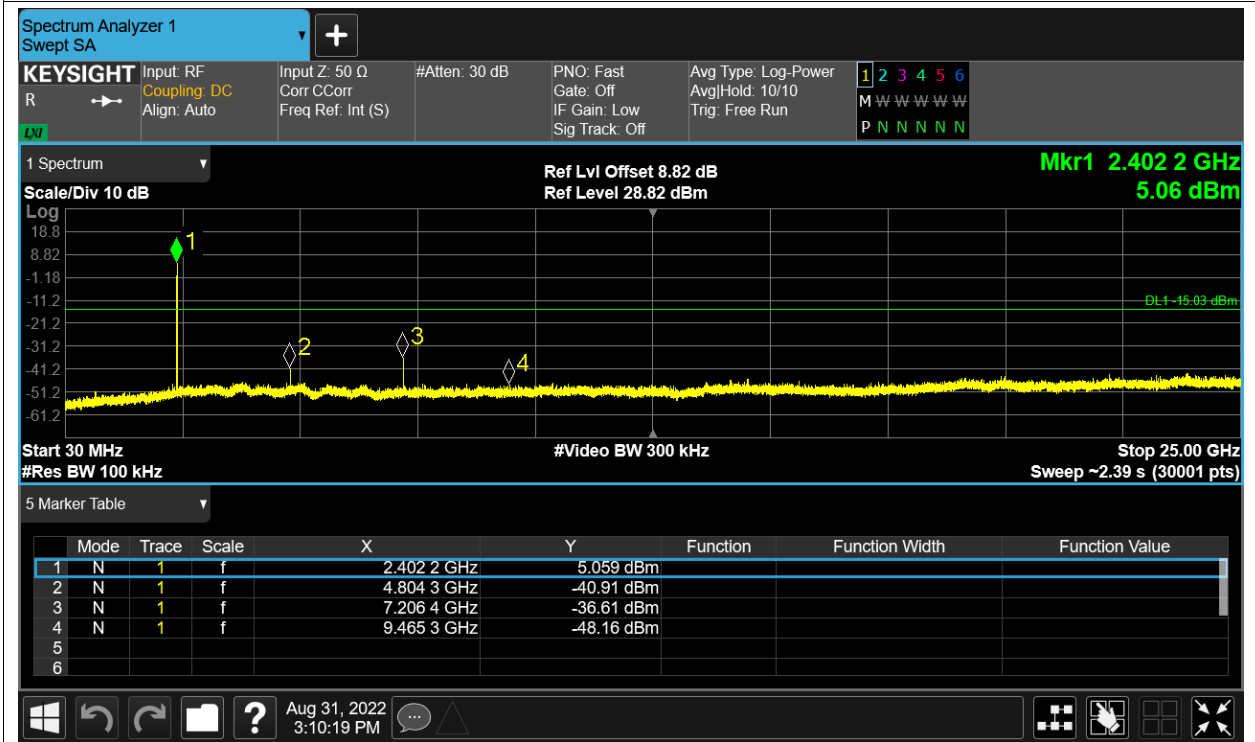 Spectrum Analyzer 1
Swept SA
KEYSIGHT Input: RF Input Z: 50 Ω #Atten: 30 dB PNO: Fast Avg Type: Log-Power 1 2 3 4 5 6
R Coupling: DC Corr CCorr Gate: Off Avg|Hold: 10/10 M W W W W W
Align: Auto Freq Ref: Int (S) IF Gain: Low Trig: Free Run
LXI Sig Track: Off P N N N N N
1 Spectrum Ref Lvl Offset 8.82 dB Mkr1 2.402 2 GHz
Scale/Div 10 dB Ref Level 28.82 dBm 5.06 dBm
Log
18.8
1
8.82
-1.18
-11.2 DL1 -15.03 dBm
-21.2
-31.2 2 3
-41.2 4
-51.2
-61.2
Start 30 MHz #Video BW 300 kHz Stop 25.00 GHz
#Res BW 100 kHz Sweep ~2.39 s (30001 pts)
5 Marker Table
Mode Trace Scale X Y Function Function Width Function Value
1 N 1 f 2.402 2 GHz 5.059 dBm
2 N 1 f 4.804 3 GHz -40.91 dBm
3 N 1 f 7.206 4 GHz -36.61 dBm
4 N 1 f 9.465 3 GHz -48.16 dBm
5
6
? Aug 31, 2022
3:10:19 PM